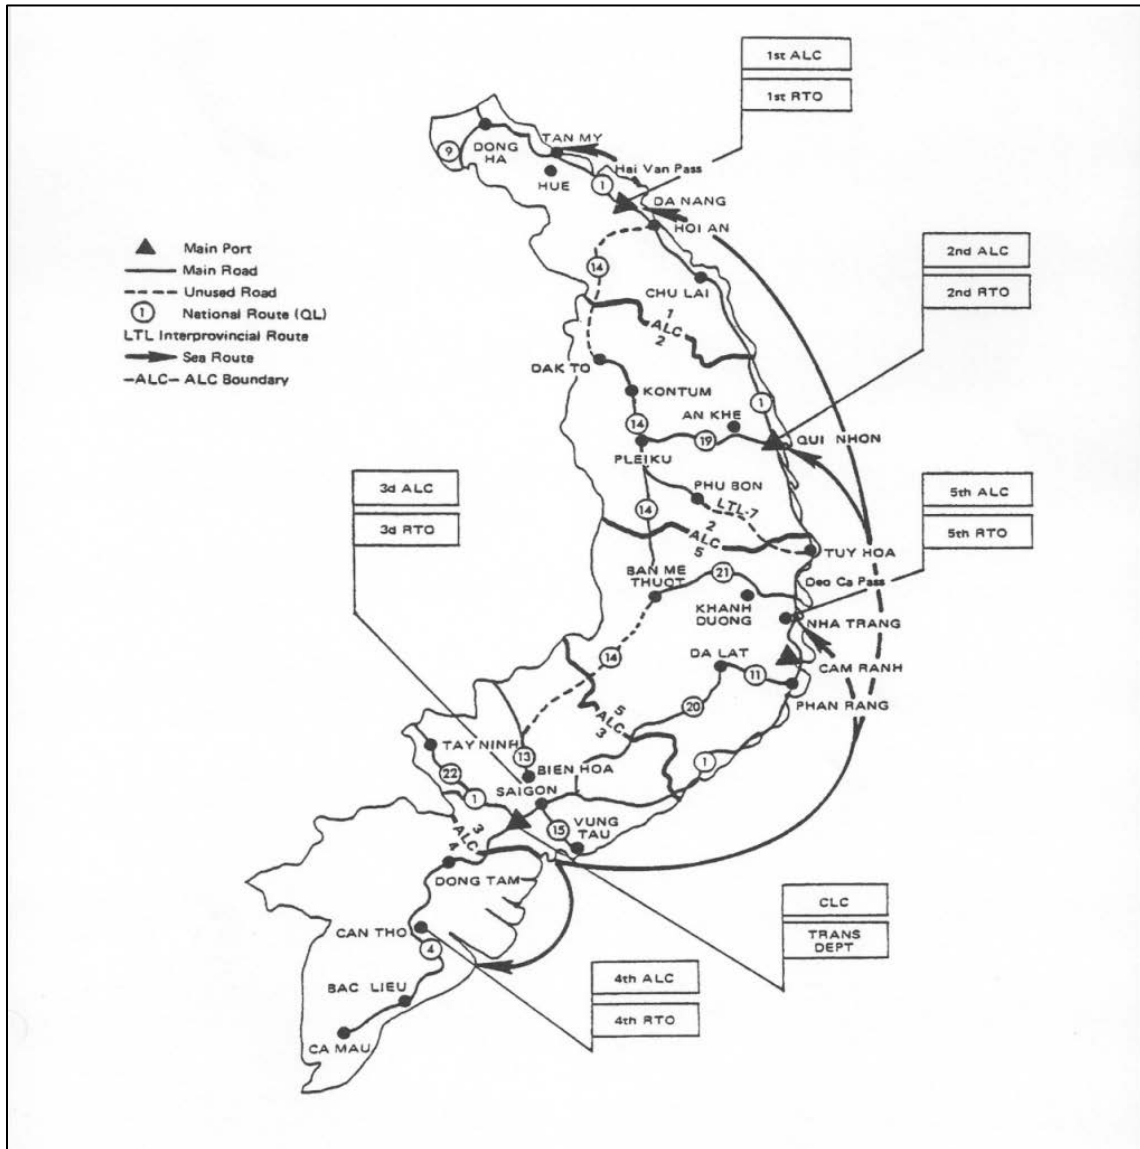 1st ALC
1st RTO
TAN MY
DONG
HA
9
Hai Van Pass
HUE
1
DA NANG
HOI AN
Main Port
Main Road
Unused Road
1 National Route (QL)
LTL Interprovincial Route
Sea Route
-ALC- ALC Boundary
2nd ALC
2nd RTO
14
CHU LAI
1
ALC
2
DAK TO
KONTUM
1
AN KHE
14
19
QUI NHON
PLEIKU
3d ALC
3d RTO
PHU BON
LTL-7
5th ALC
5th RTO
14
2
ALC
5
TUY HOA
BAN ME
THUOT
21
Deo Ca Pass
KHANH
DUONG
NHA TRANG
14
DA LAT
11
CAM RANH
PHAN RANG
20
5
ALC
3
TAY NINH
13
1
22
BIEN HOA
SAIGON
1
15
VUNG
TAU
3
ALC
4
DONG TAM
CLC
TRANS
DEPT
CAN THO
4
4th ALC
4th RTO
BAC LIEU
CA MAU